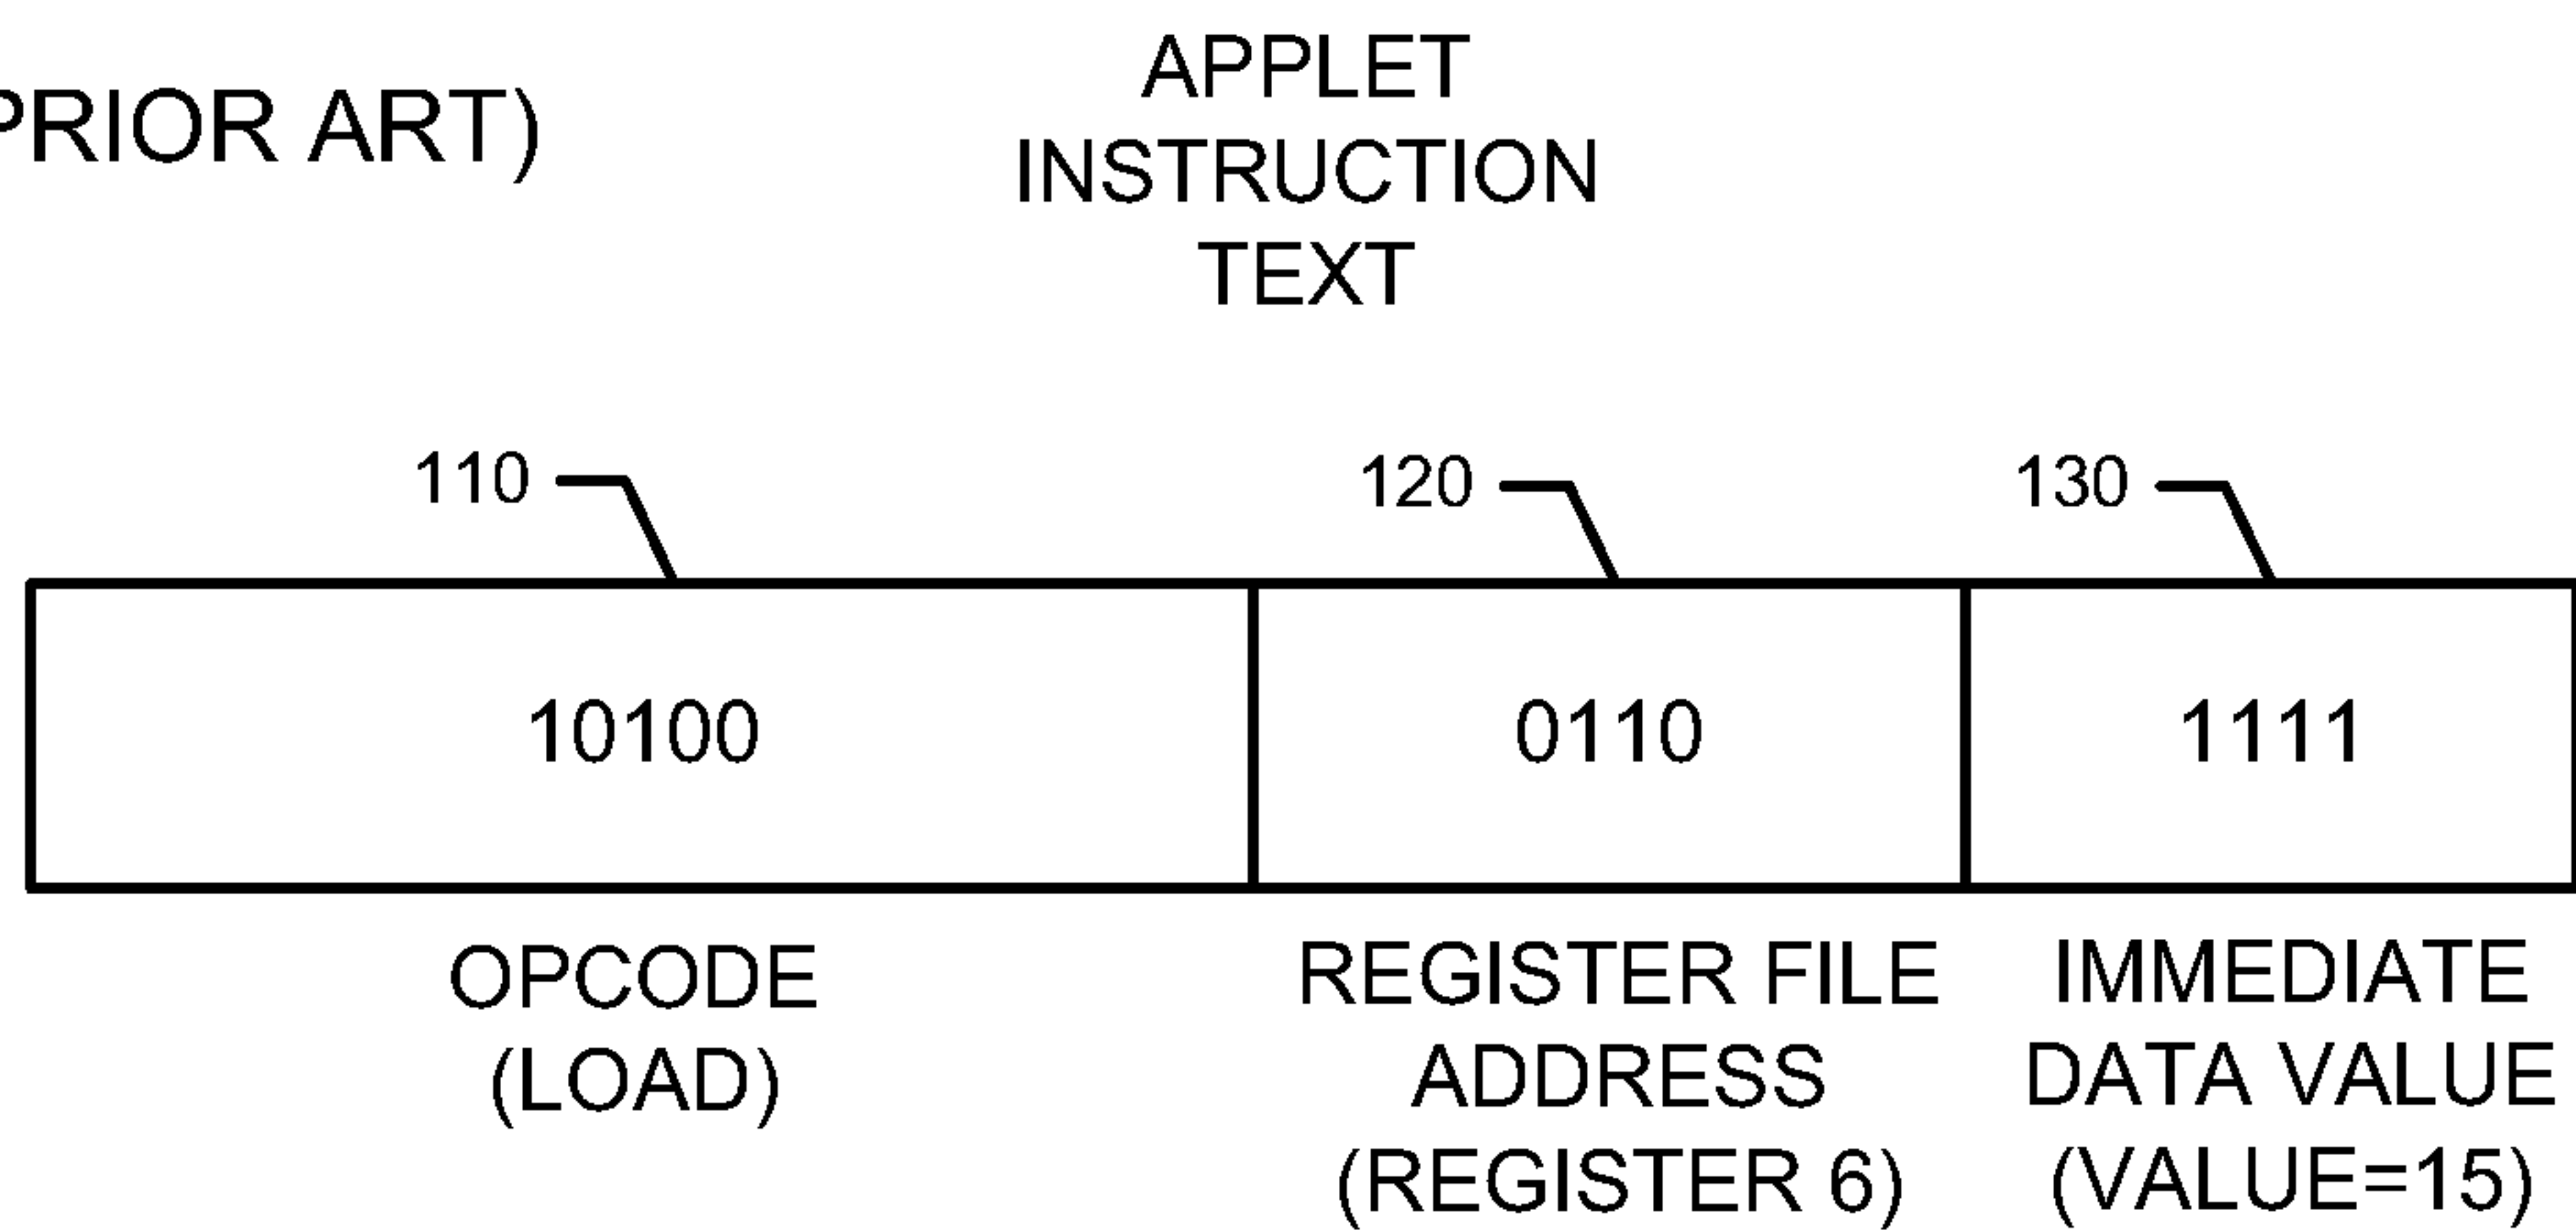 PRIOR ART)
APPLET
INSTRUCTION
TEXT
110
120
130
10100
0110
1111
OPCODE
(LOAD)
REGISTER FILE
ADDRESS
(REGISTER 6)
IMMEDIATE
DATA VALUE
(VALUE=15)